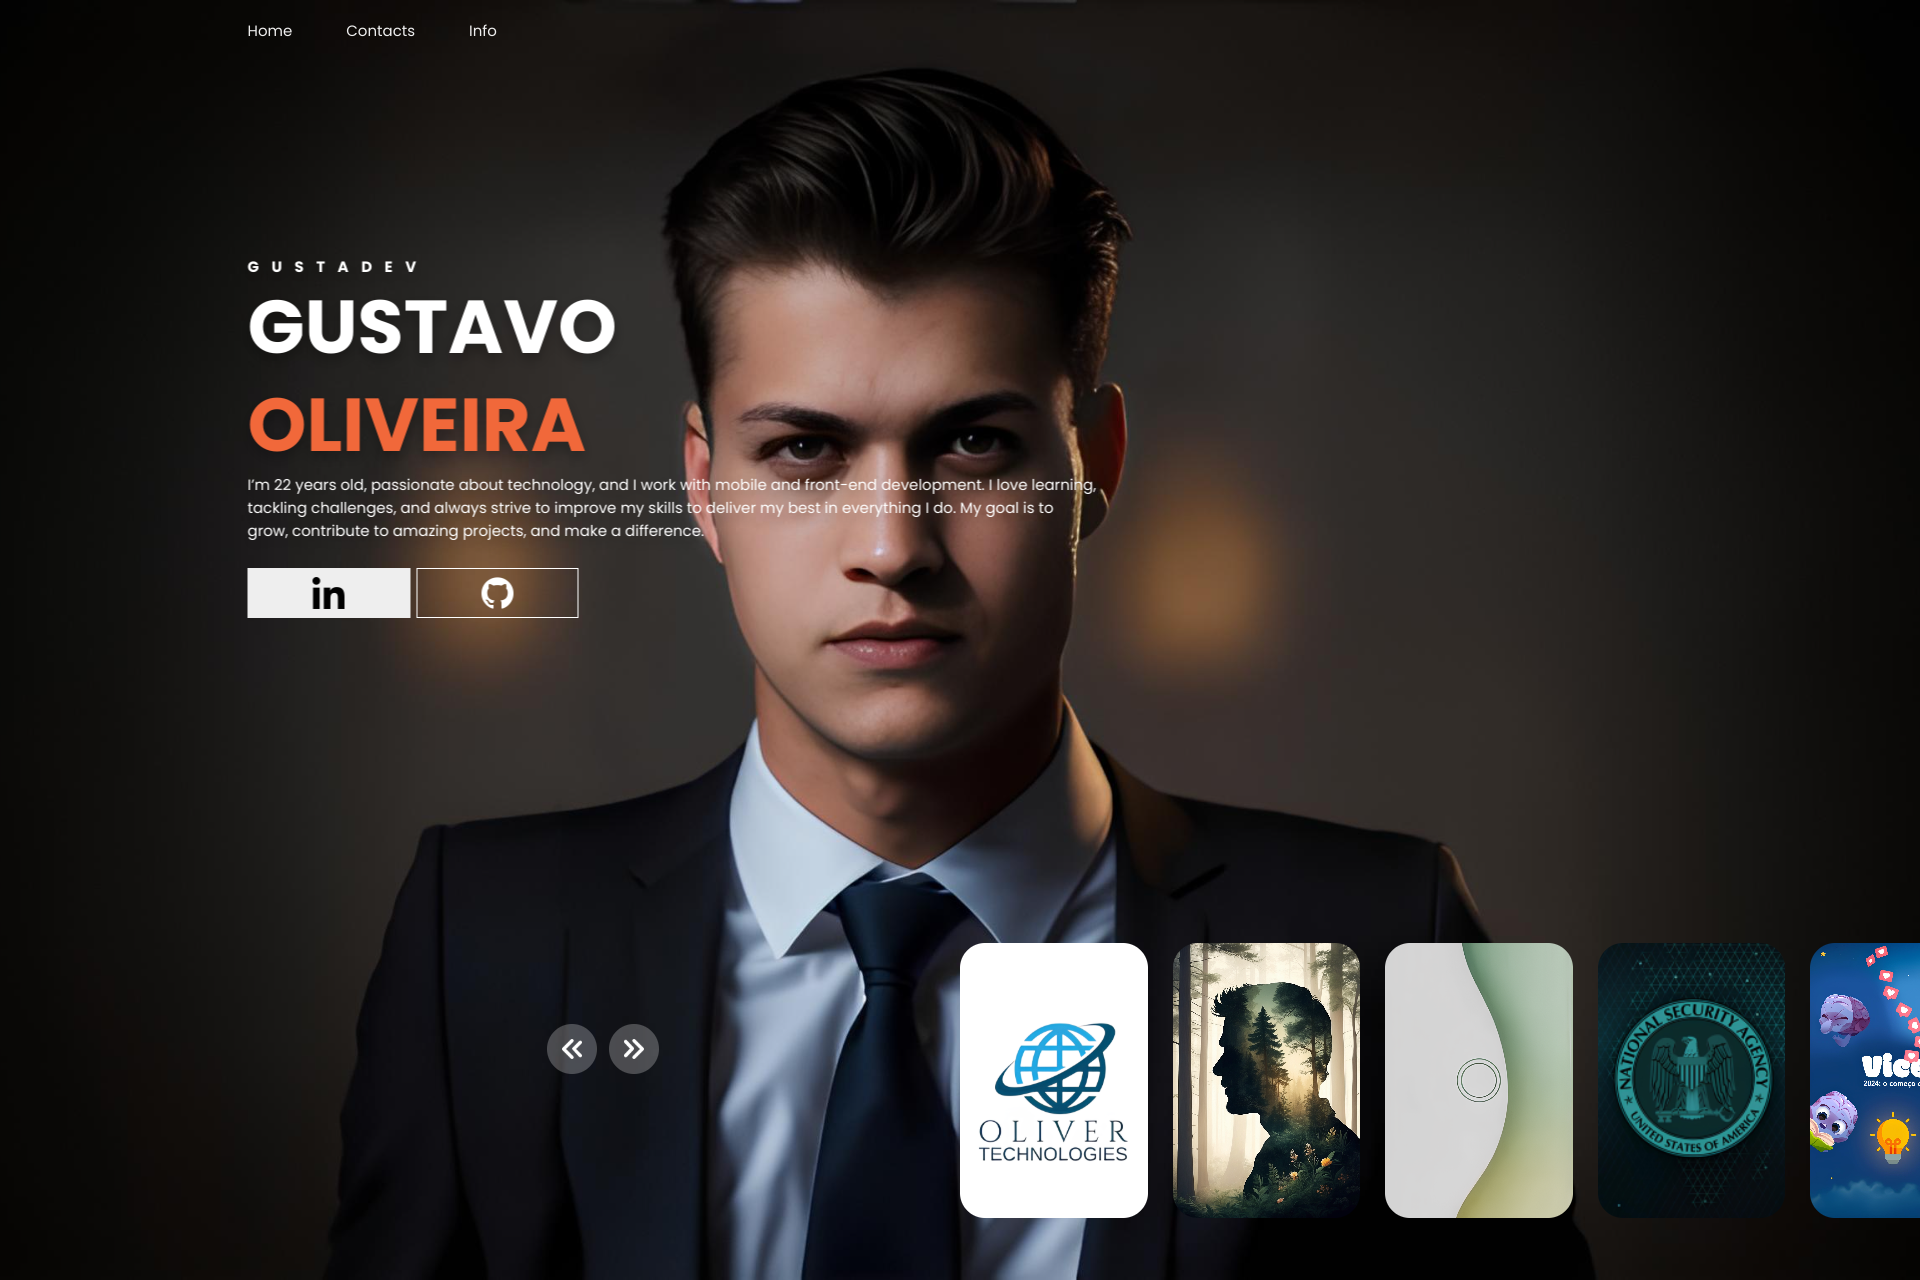 Home Contacts Info
GUSTADEV
GUSTAVO
OLIVEIRA
I'm 22 years old, passionate about technology, and I work with mobile and front-end development. I love learning,
tackling challenges, and always strive to improve my skills to deliver my best in everything I do. My goal is to
grow, contribute to amazing projects, and make a difference.
in
OLIVER
TECHNOLOGIES
NATIONAL SECURITY AGENCY
UNITED STATES OF AMERICA
2024: o começo